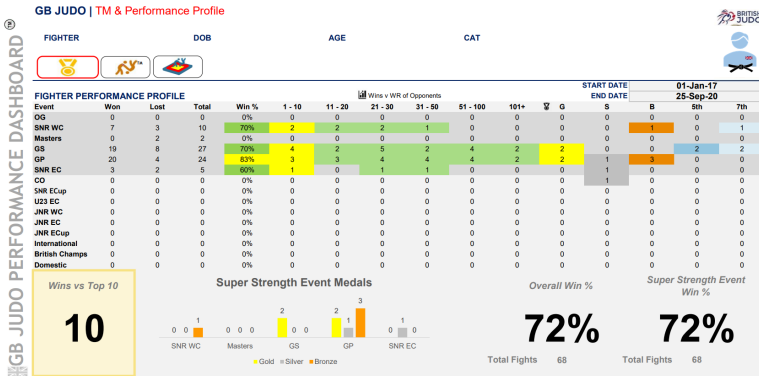 GB JUDO | TM & Performance Profile
BRITISH
JUDO
FIGHTER DOB AGE CAT
GB JUDO PERFORMANCE DASHBOARD
START DATE 01-Jan-17
FIGHTER PERFORMANCE PROFILE Wins v WR of Opponents END DATE 25-Sep-20
Event Won Lost Total Win % 1 - 10 11 - 20 21 - 30 31 - 50 51 - 100 101+ G S B 5th 7th
OG 0 0 0 0% 0 0 0 0 0 0 0 0 0 0 0
SNR WC 7 3 10 70% 2 2 2 1 0 0 0 0 1 0 1
Masters 0 2 2 0% 0 0 0 0 0 0 0 0 0 0 0
GS 19 8 27 70% 4 2 5 2 4 2 2 0 0 2 2
GP 20 4 24 83% 3 3 4 4 4 2 2 1 3 0 0
SNR EC 3 2 5 60% 1 0 1 1 0 0 0 1 0 0 0
CO 0 0 0 0% 0 0 0 0 0 0 0 1 0 0 0
SNR ECup 0 0 0 0% 0 0 0 0 0 0 0 0 0 0 0
U23 EC 0 0 0 0% 0 0 0 0 0 0 0 0 0 0 0
JNR WC 0 0 0 0% 0 0 0 0 0 0 0 0 0 0 0
JNR EC 0 0 0 0% 0 0 0 0 0 0 0 0 0 0 0
JNR ECup 0 0 0 0% 0 0 0 0 0 0 0 0 0 0 0
International 0 0 0 0% 0 0 0 0 0 0 0 0 0 0 0
British Champs 0 0 0 0% 0 0 0 0 0 0 0 0 0 0 0
Domestic 0 0 0 0% 0 0 0 0 0 0 0 0 0 0 0
Wins vs Top 10
10
Super Strength Event Medals
0 0 1 0 0 0 2 0 0 2 1 3 0 1 0
SNR WC Masters GS GP SNR EC
Gold Silver Bronze
Overall Win %
72%
Total Fights 68
Super Strength Event
Win %
72%
Total Fights 68